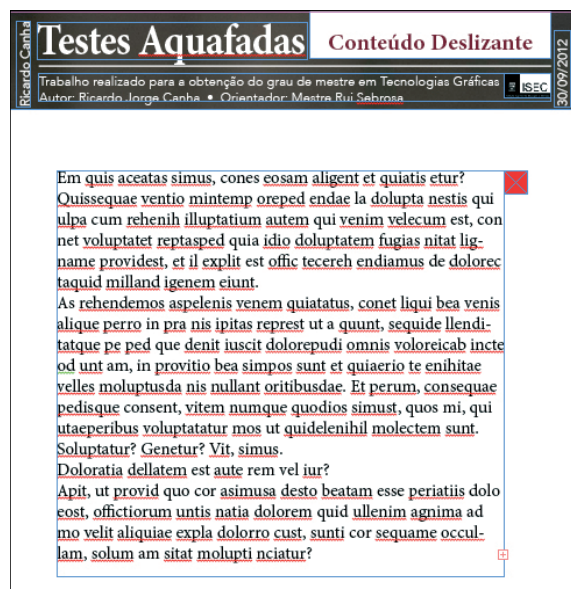 Ricardo Canha
Testes Aquafadas
Conteúdo Deslizante
Trabalho realizado para a obtenção do grau de mestre em Tecnologias Gráficas
Autor: Ricardo Jorge Canha • Orientador: Mestre Rui Sebrosa
ISEC
30/09/2012
Em quis aceatas simus, cones eosam aligent et quiatis etur?
Quissequae ventio mintemp oreped endae la dolupta nestis qui
ulpa cum rehenih illuptatium autem qui venim velecum est, con
net voluptatet reptasped quia idio doluptatem fugias nitat lig-
name providest, et il explit est offic tecereh endiamus de dolorec
taquid milland igenem eiunt.
As rehendemos aspelenis venem quiatatus, conet liqui bea venis
alique perro in pra nis ipitas represt ut a quunt, sequide llendi-
tatque pe ped que denit iuscit dolorepudi omnis voloreicab incte
od unt am, in provitio bea simpos sunt et quiaerio te enihitae
velles moluptusda nis nullant oritibusdae. Et perum, consequae
pedisque consent, vitem numque quodios simust, quos mi, qui
utaeperibus voluptatatur mos ut quidelenihil molectem sunt.
Soluptatur? Genetur? Vit, simus.
Doloratia dellatem est aute rem vel iur?
Apit, ut provid quo cor asimusa desto beatam esse periatiis dolo
eost, offictiorum untis natia dolorem quid ullenim agnima ad
mo velit aliquiae expla dolorro cust, sunti cor sequame occul-
lam, solum am sitat molupti nciatur?